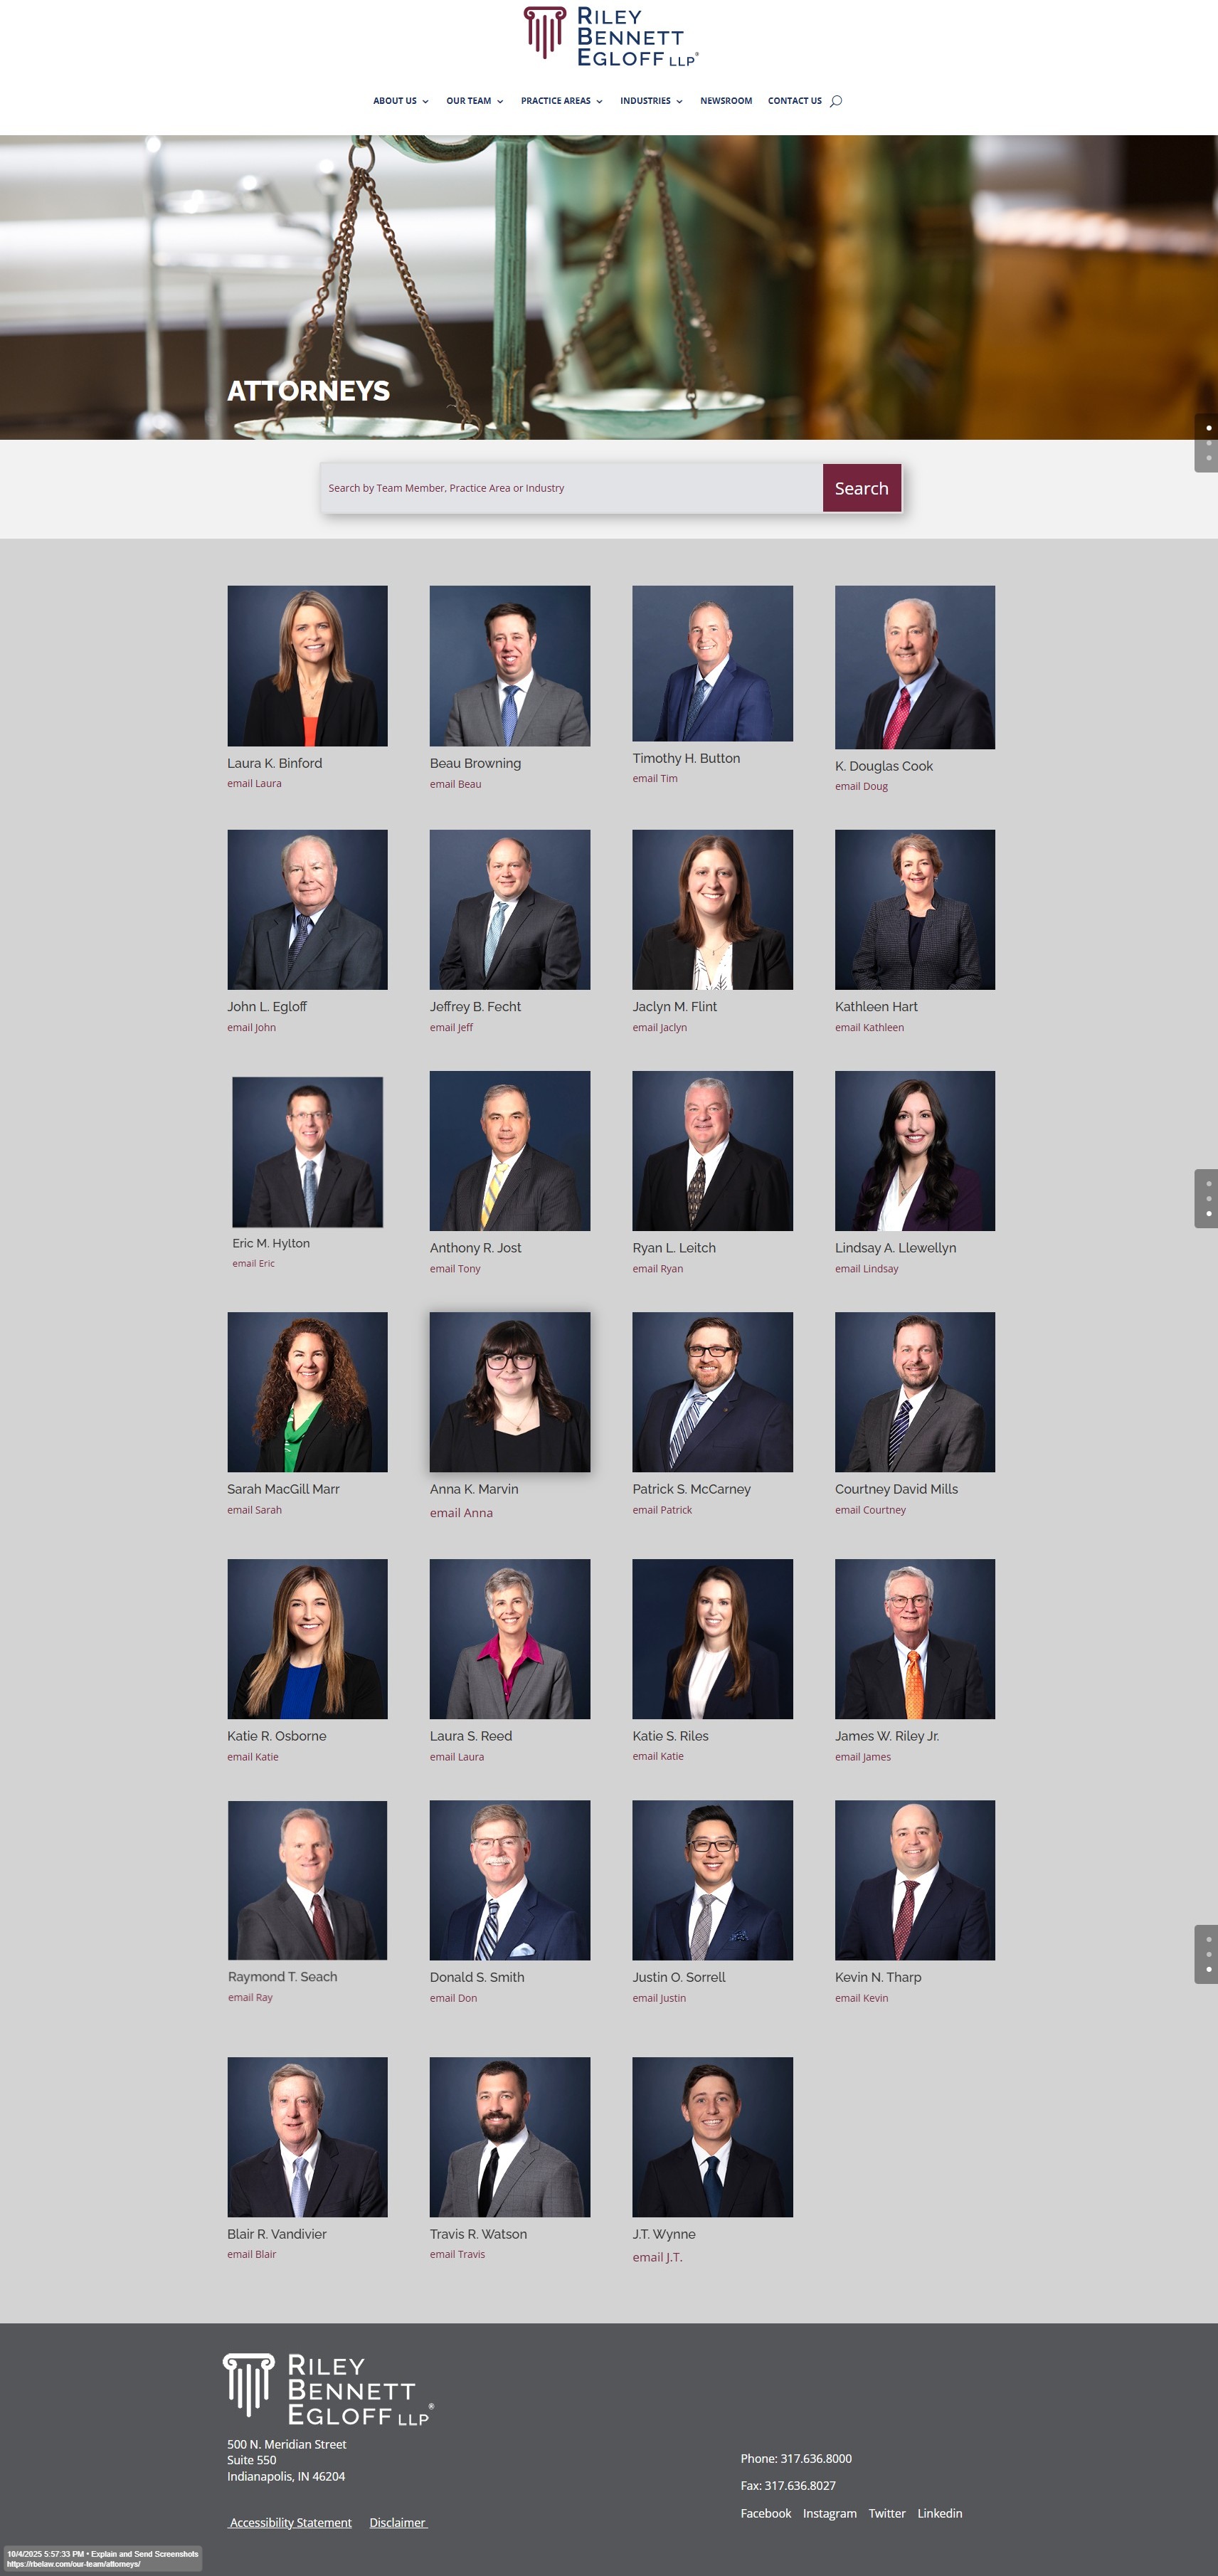 RILEY
BENNETT
EGLOFF LLP®
ABOUT US OUR TEAM PRACTICE AREAS INDUSTRIES NEWSROOM CONTACT US
ATTORNEYS
Search by Team Member, Practice Area or Industry Search
Laura K. Binford Beau Browning Timothy H. Button K. Douglas Cook
email Laura email Beau email Tim email Doug
John L. Egloff Jeffrey B. Fecht Jaclyn M. Flint Kathleen Hart
email John email Jeff email Jaclyn email Kathleen
Eric M. Hylton Anthony R. Jost Ryan L. Leitch Lindsay A. Llewellyn
email Eric email Tony email Ryan email Lindsay
Sarah MacGill Marr Anna K. Marvin Patrick S. McCarney Courtney David Mills
email Sarah email Anna email Patrick email Courtney
Katie R. Osborne Laura S. Reed Katie S. Riles James W. Riley Jr.
email Katie email Laura email Katie email James
Raymond T. Seach Donald S. Smith Justin O. Sorrell Kevin N. Tharp
email Ray email Don email Justin email Kevin
Blair R. Vandivier Travis R. Watson J.T. Wynne
email Blair email Travis email J.T.
RILEY
BENNETT
EGLOFF LLP®
500 N. Meridian Street
Suite 550
Indianapolis, IN 46204
Phone: 317.636.8000
Fax: 317.636.8027
Facebook Instagram Twitter Linkedin
Accessibility Statement Disclaimer
10/4/2025 5:57:33 PM • Explain and Send Screenshots
https://rbelaw.com/our-team/attorneys/